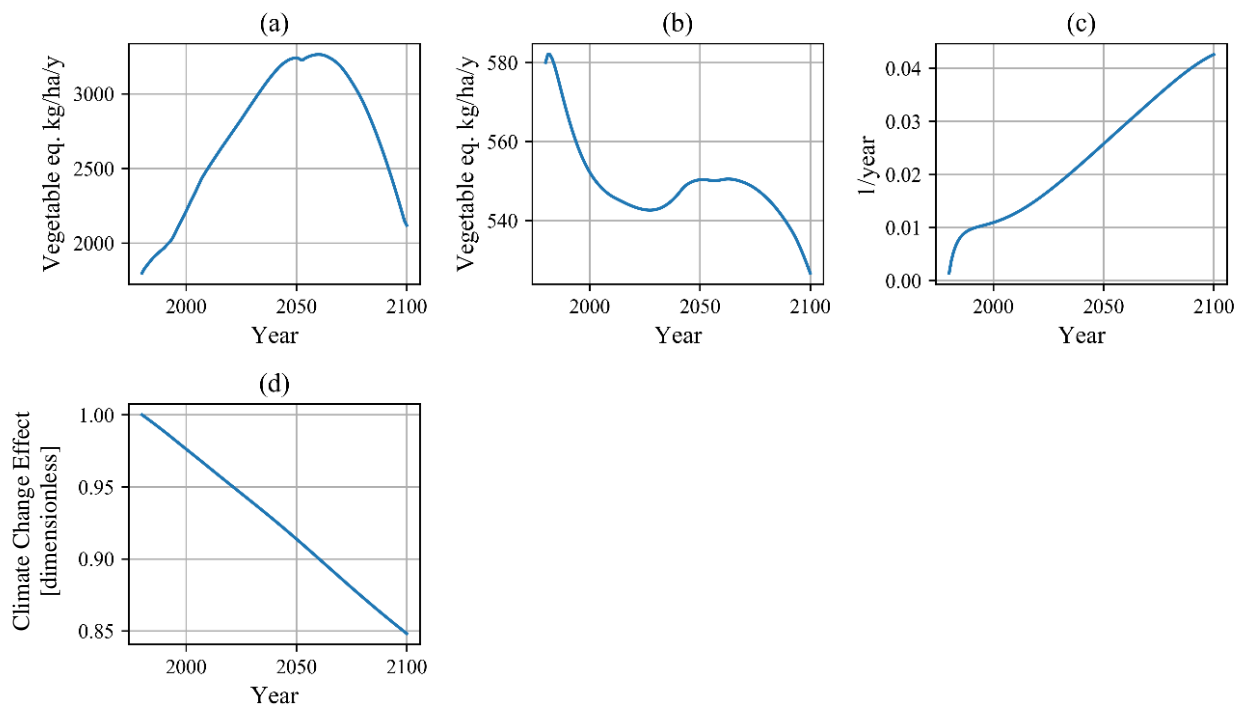 (a)
Vegetable eq. kg/ha/y
3000
2500
2000
2000
2050
2100
Year
(b)
Vegetable eq. kg/ha/y
580
560
540
2000
2050
2100
Year
(c)
1/year
0.04
0.03
0.02
0.01
0.00
2000
2050
2100
Year
(d)
Climate Change Effect
[dimensionless]
1.00
0.95
0.90
0.85
2000
2050
2100
Year